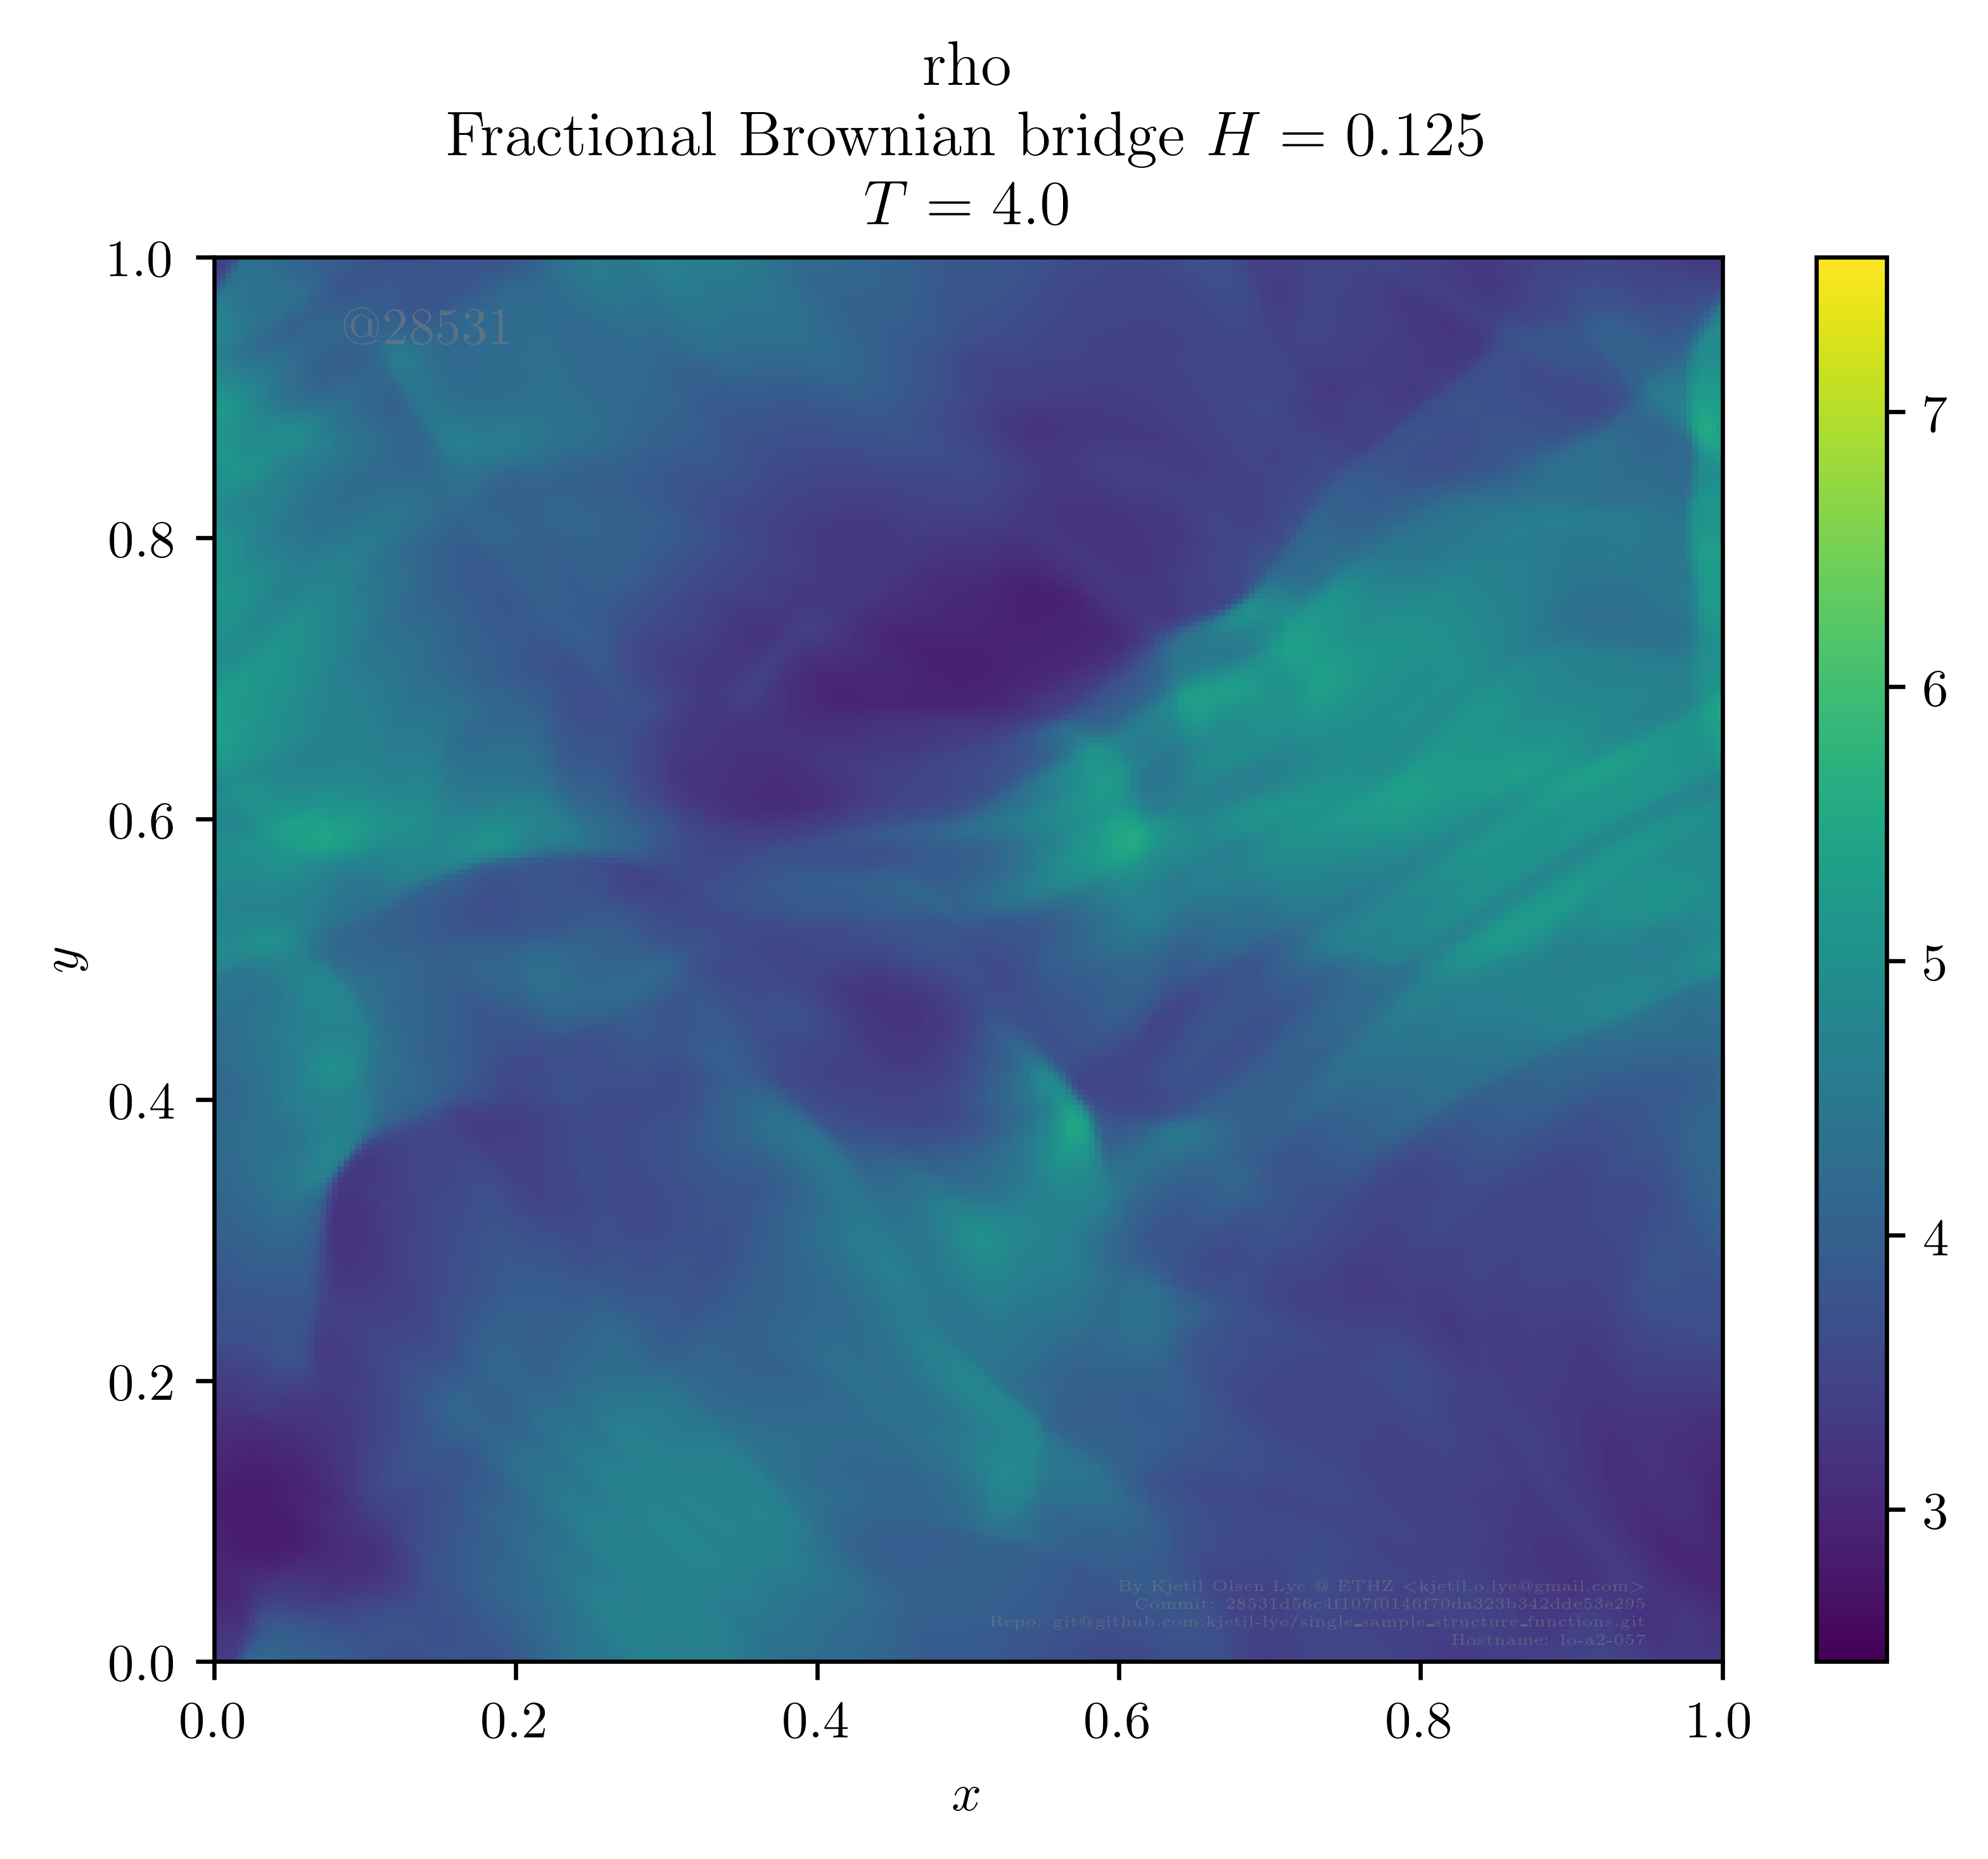 rho
Fractional Brownian bridge H = 0.125
T = 4.0
1.0
0.8
0.6
0.4
0.2
0.0
y
@28531
By Kjetil Olsen Lye @ ETHZ <kjetil.o.lye@gmail.com>
Commit: 28531d56c4f107f0146f70da323b342dde53e295
Repo: git@github.com:kjetil-lye/single_sample_structure_functions.git
Hostname: lo-a2-057
0.0 0.2 0.4 0.6 0.8 1.0
x
7
6
5
4
3